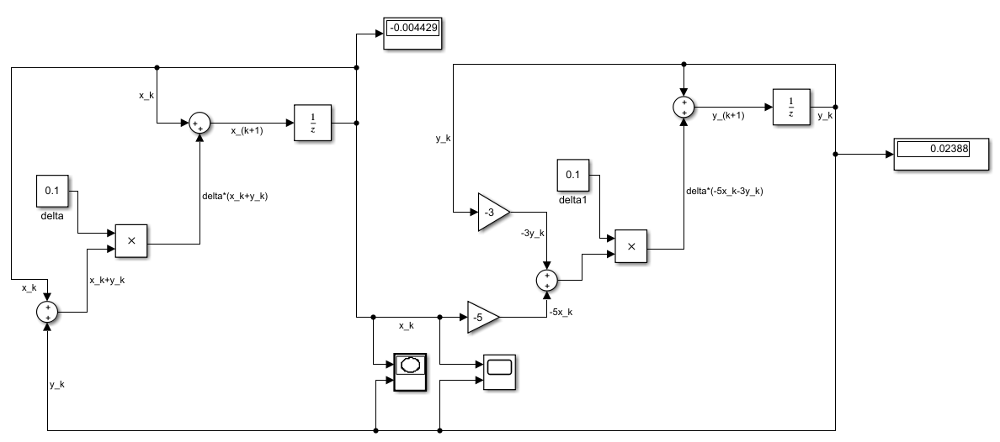 -0.004429
x_k
+
+
x_(k+1)
1
z
y_k
+
+
y_(k+1)
1
z
y_k
0.02388
0.1
delta
delta*(x_k+y_k)
0.1
delta1
delta*(-5x_k-3y_k)
-3
-3y_k
×
×
x_k
x_k+y_k
+
+
+
+
x_k
-5
-5x_k
y_k